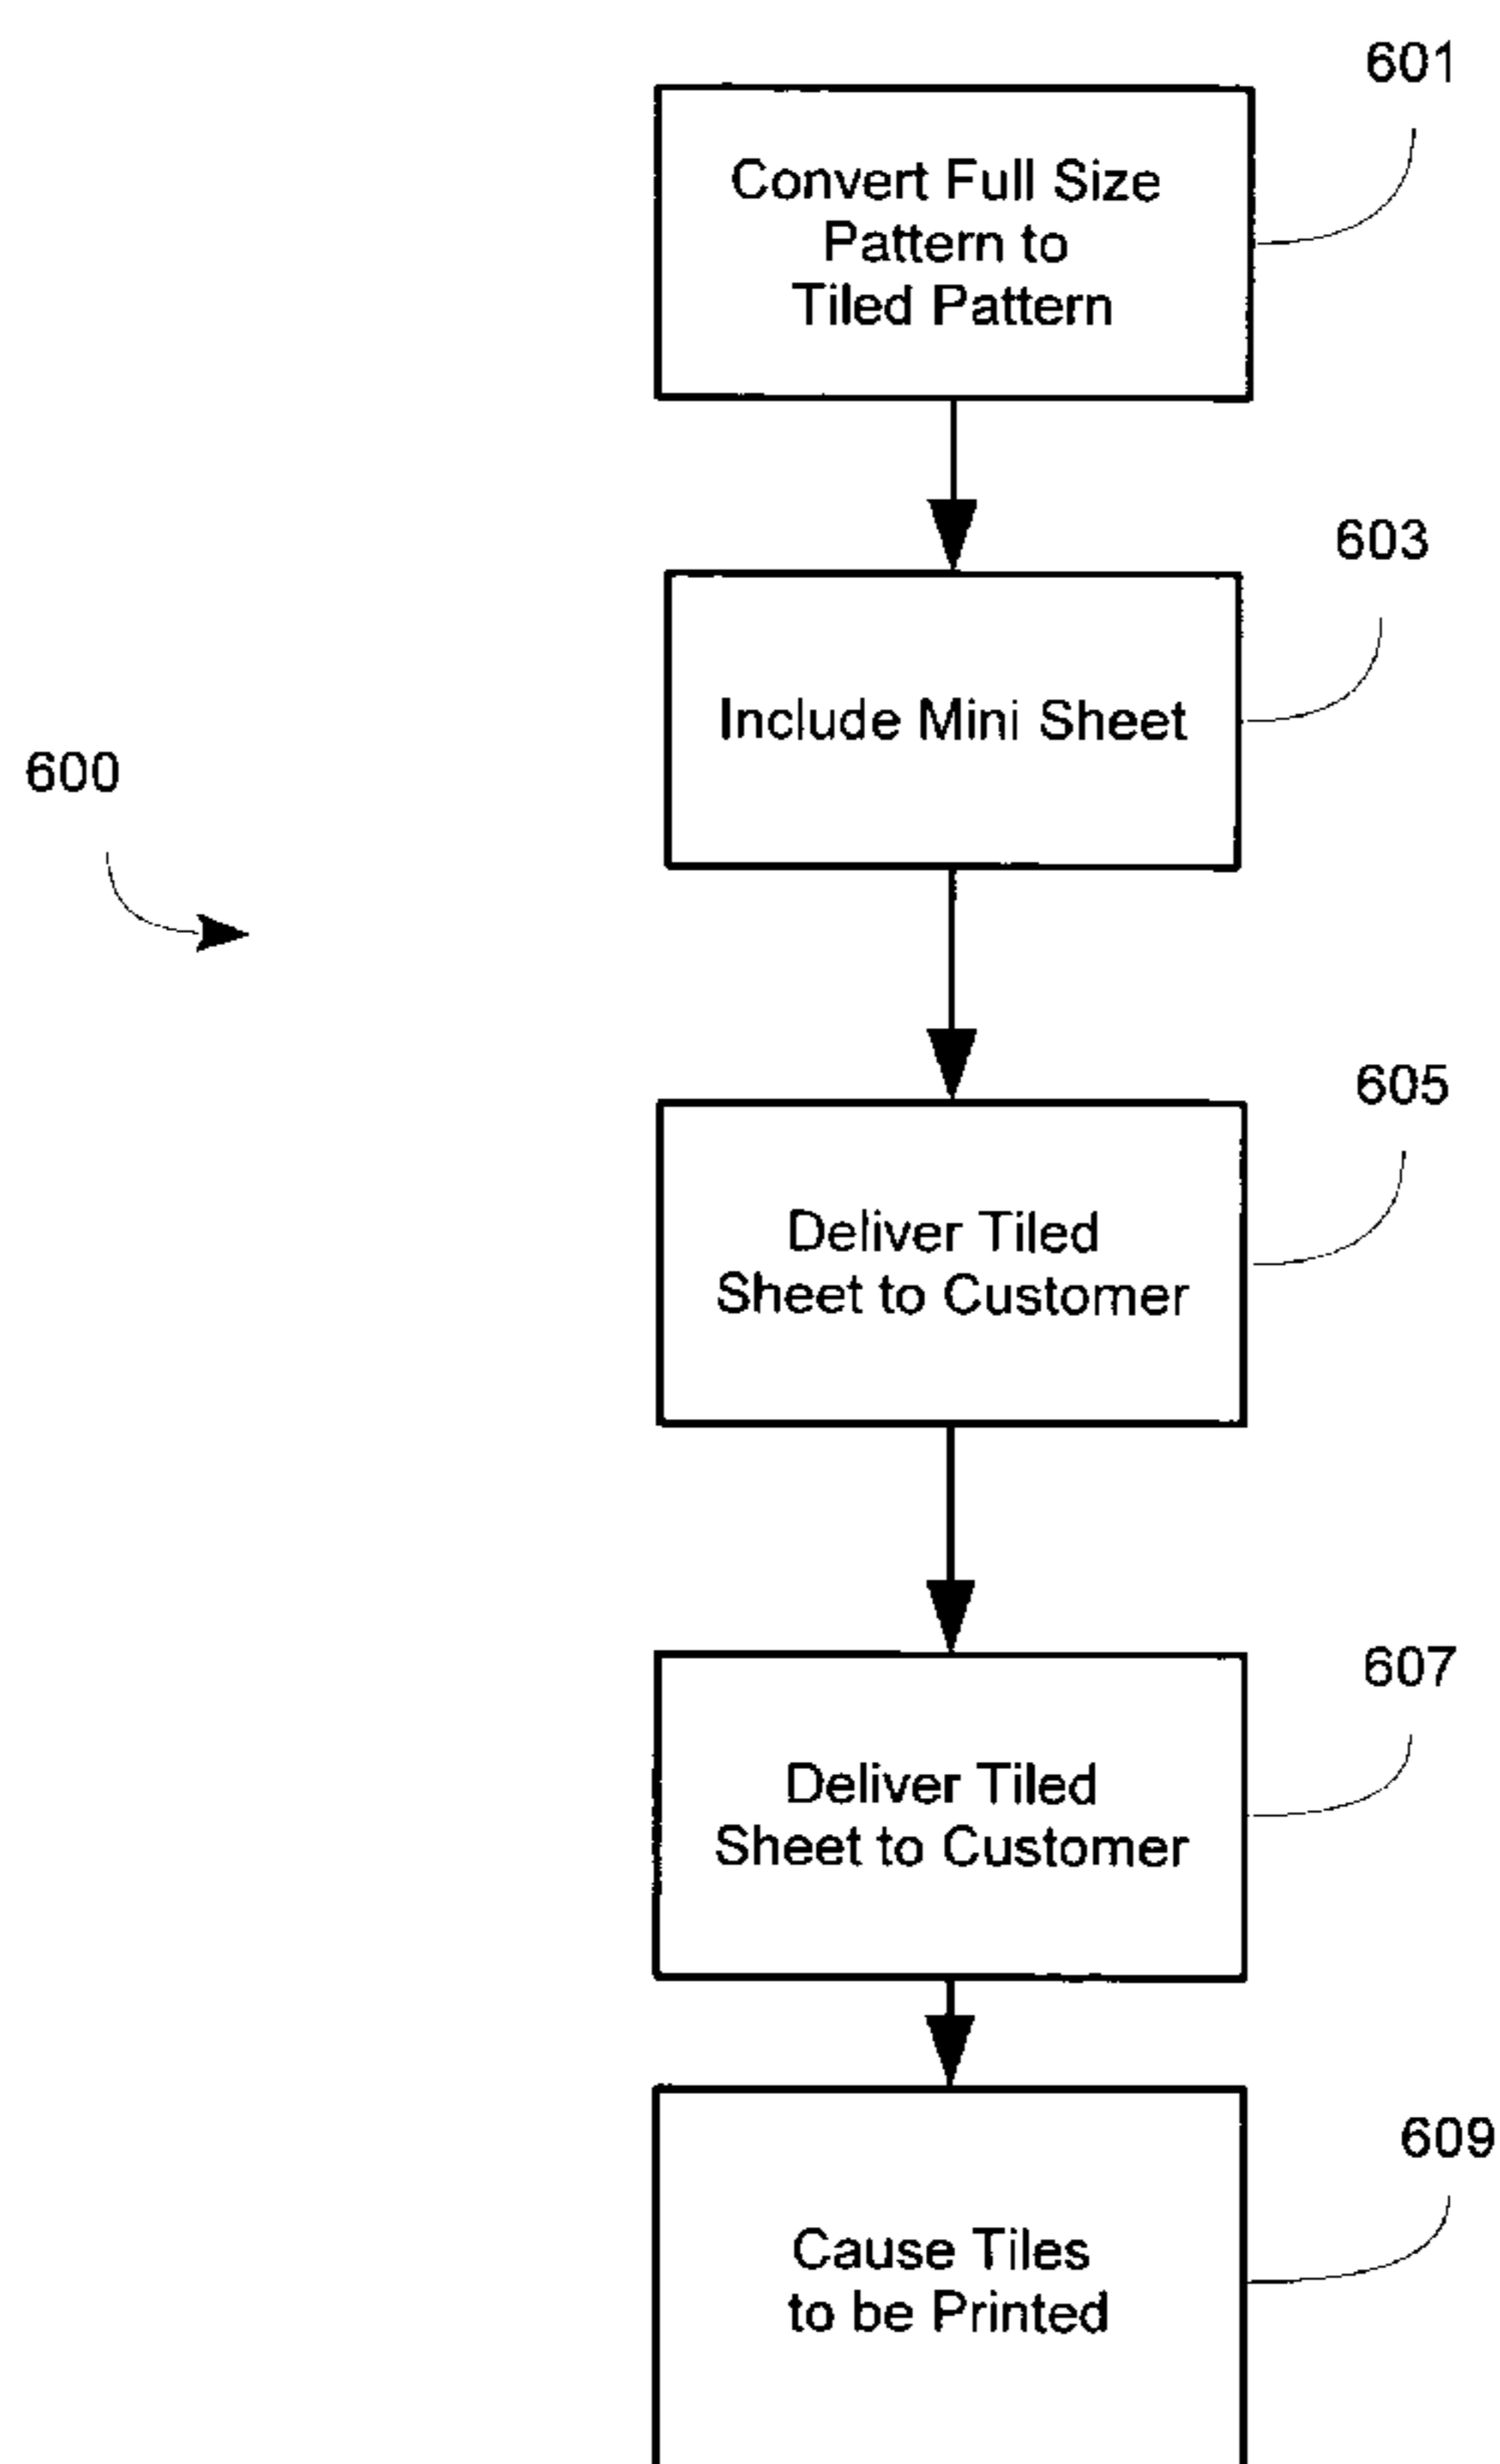 601
Convert Full Size
Pattern to
Tiled Pattern
603
Include Mini Sheet
600
605
Deliver Tiled
Sheet to Customer
607
Deliver Tiled
Sheet to Customer
609
Cause Tiles
to be Printed